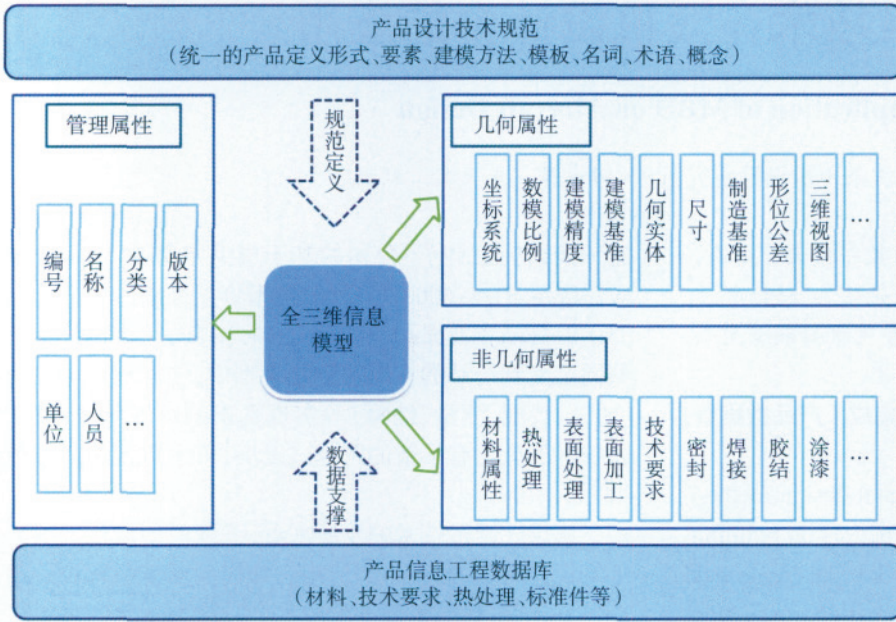 产品设计技术规范
(统一的产品定义形式、要素、建模方法、模板、名词、术语、概念)
管理属性
编号
名称
分类
版本
单位
人员
…
规范定义
全三维信息
模型
数据支撑
几何属性
坐标系统
数模比例
建模精度
建模基准
几何实体
尺寸
制造基准
形位公差
三维视图
…
非几何属性
材料属性
热处理
表面处理
表面加工
技术要求
密封
焊接
胶结
涂漆
…
产品信息工程数据库
(材料、技术要求、热处理、标准件等)